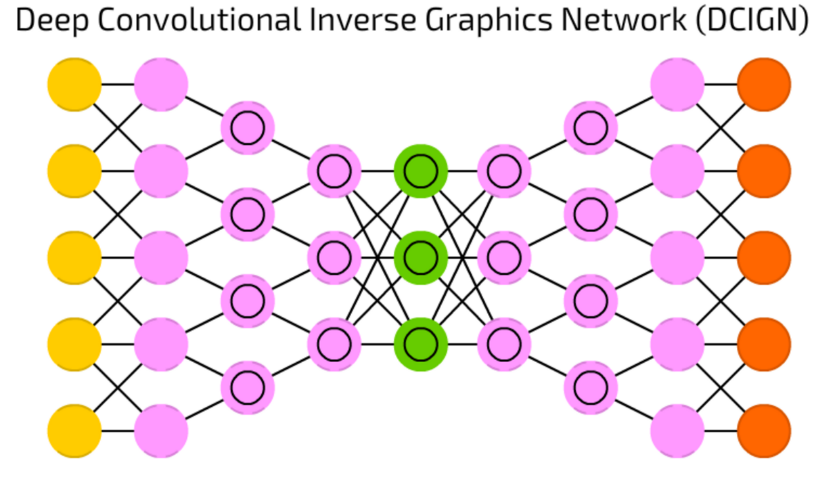 Deep Convolutional Inverse Graphics Network (DCIGN)